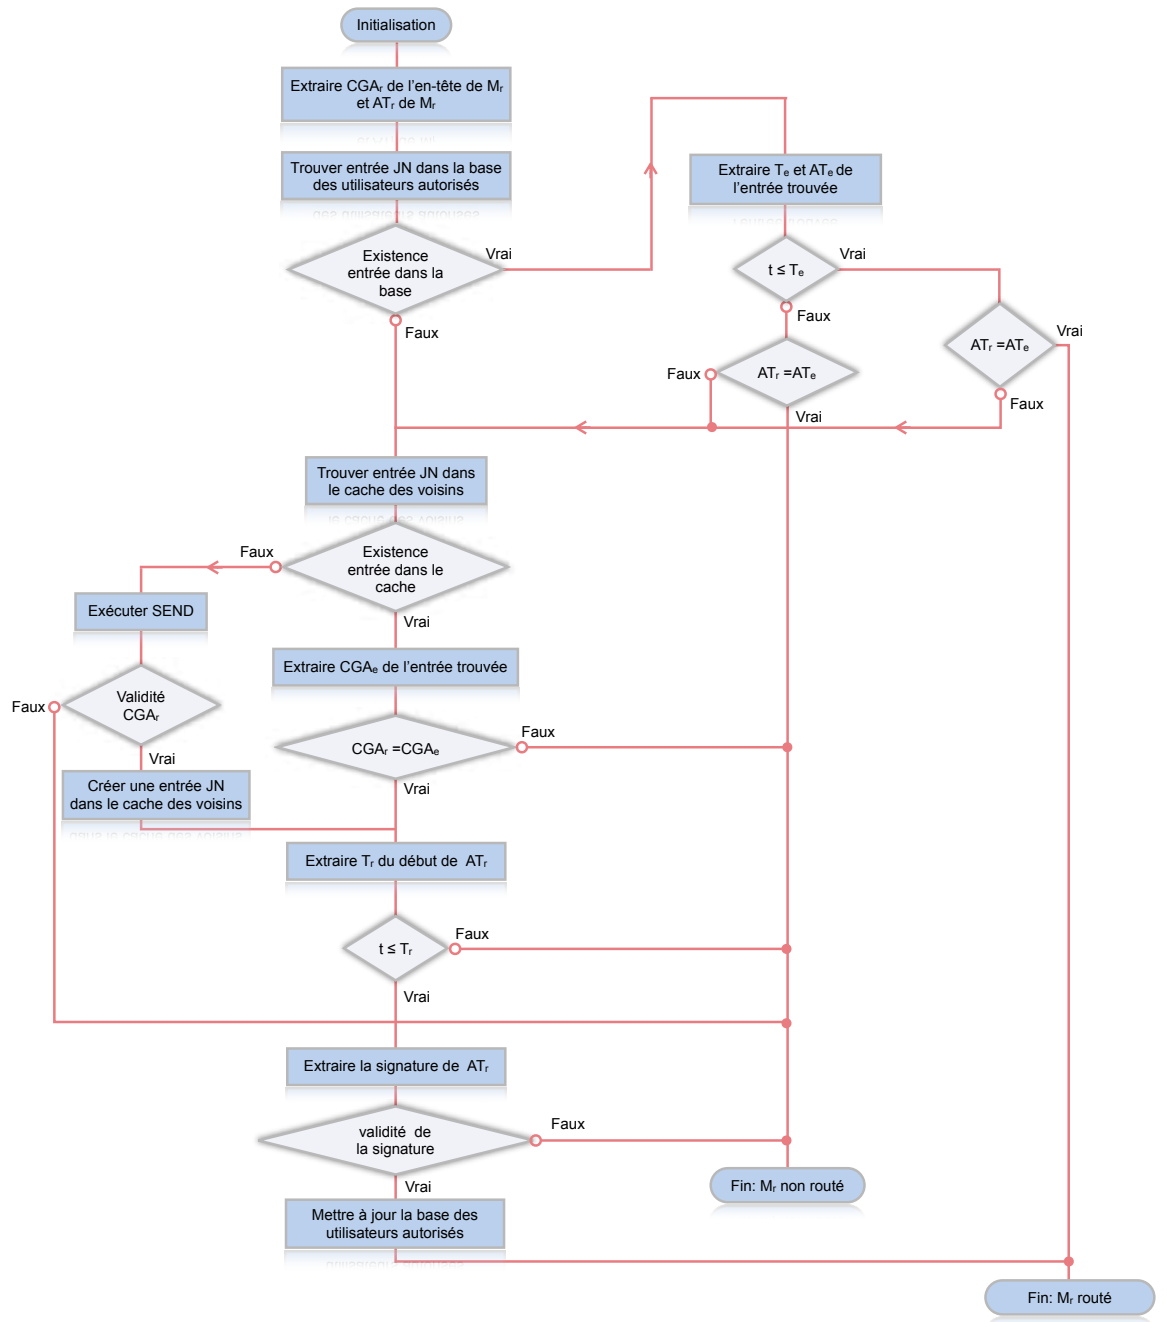 Initialisation
Extraire CGAr de l'en-tête de Mr
et ATr de Mr
Trouver entrée JN dans la base
des utilisateurs autorisés
Existence
entrée dans la
base
Vrai
Faux
Extraire Te et ATe de
l'entrée trouvée
t ≤ Te
Vrai
Faux
ATr =ATe
Vrai
Faux
ATr =ATe
Faux
Vrai
Trouver entrée JN dans
le cache des voisins
Existence
entrée dans le
cache
Faux
Vrai
Exécuter SEND
Extraire CGAe de l'entrée trouvée
Validité
CGAr
Faux
Vrai
CGAr =CGAe
Faux
Vrai
Créer une entrée JN
dans le cache des voisins
Extraire Tr du début de ATr
t ≤ Tr
Faux
Vrai
Extraire la signature de ATr
validité de
la signature
Faux
Vrai
Mettre à jour la base des
utilisateurs autorisés
Fin: Mr non routé
Fin: Mr routé